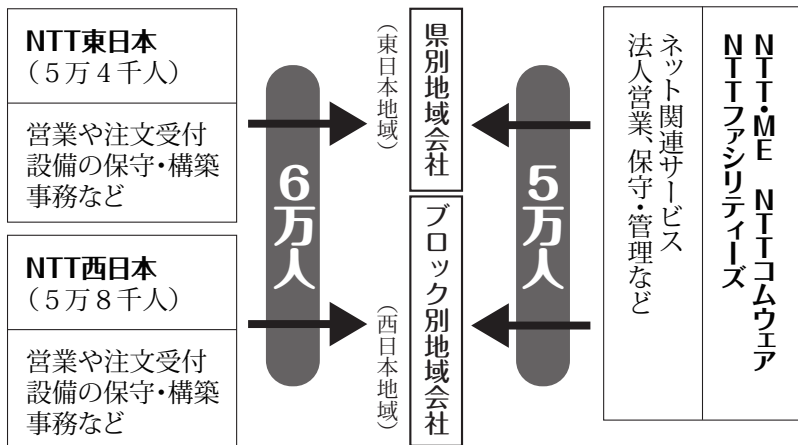 NTT東日本
（5万4千人）
営業や注文受付
設備の保守・構築
事務など
NTT西日本
（5万8千人）
営業や注文受付
設備の保守・構築
事務など
6万人
県別地域会社
（東日本地域）
ブロック別地域会社
（西日本地域）
5万人
NTT・ME　NTTコムウェア
NTTファシリティーズ
ネット関連サービス
法人営業、保守・管理など